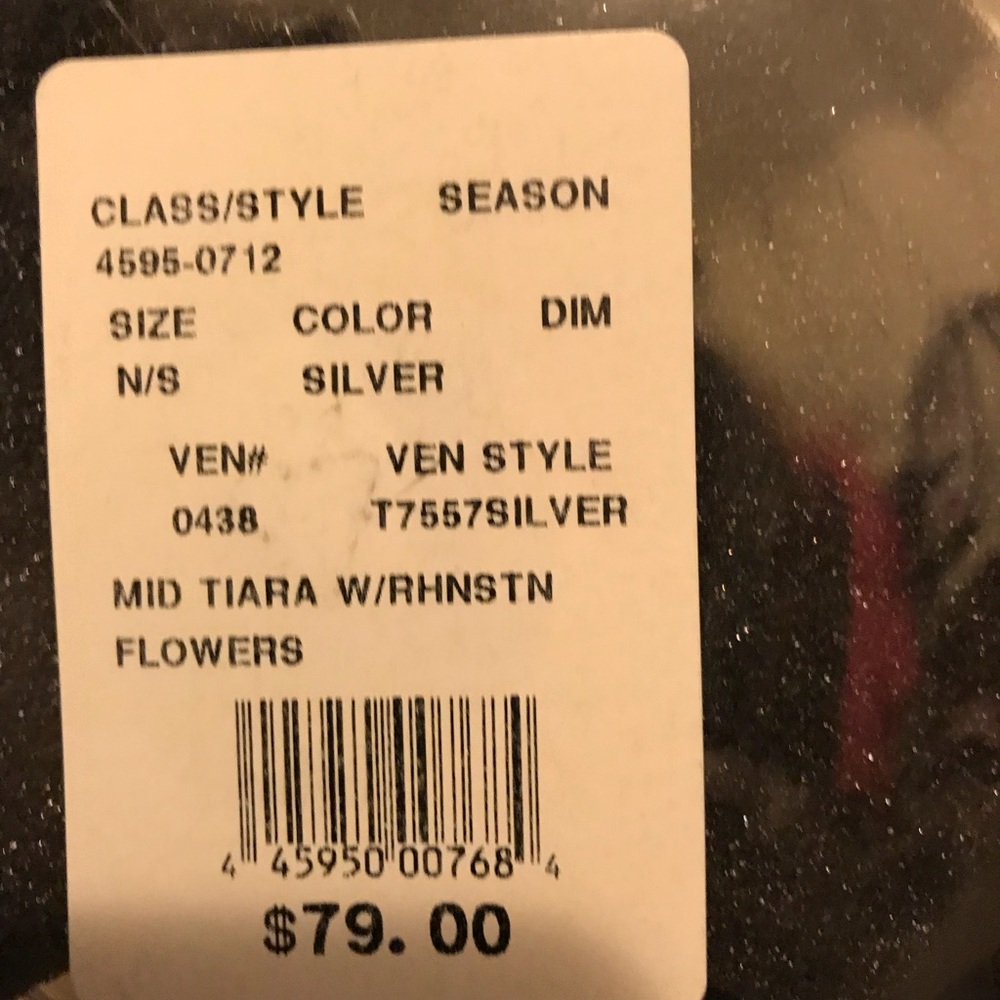 CLASS/STYLE SEASON
4595-0712
SIZE COLOR DIM
N/S SILVER
VEN# VEN STYLE
0438 T7557SILVER
MID TIARA W/RHNSTN
FLOWERS
4 45950 00768 4
$79.00